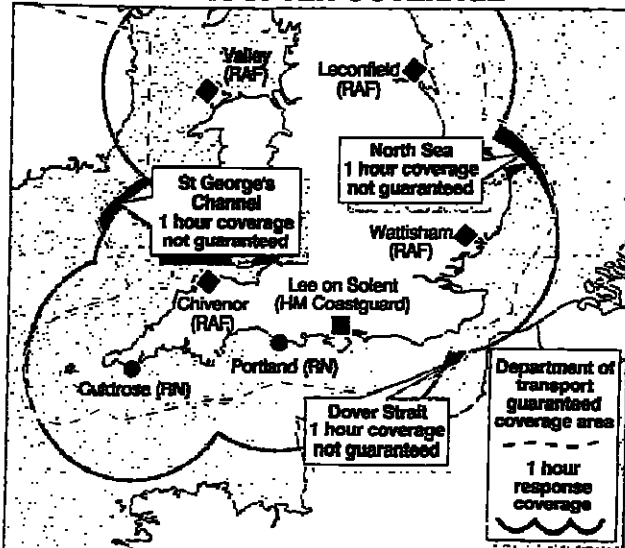 Valley
(RAF)
Leconfield
(RAF)
North Sea
1 hour coverage
not guaranteed
St George's
Channel
1 hour coverage
not guaranteed
Wattisham
(RAF)
Lee on Solent
(HM Coastguard)
Chivenor
(RAF)
Portland (RN)
Culdrose (RN)
Dover Strait
1 hour coverage
not guaranteed
Department of
transport
guaranteed
coverage area
1 hour
response
coverage